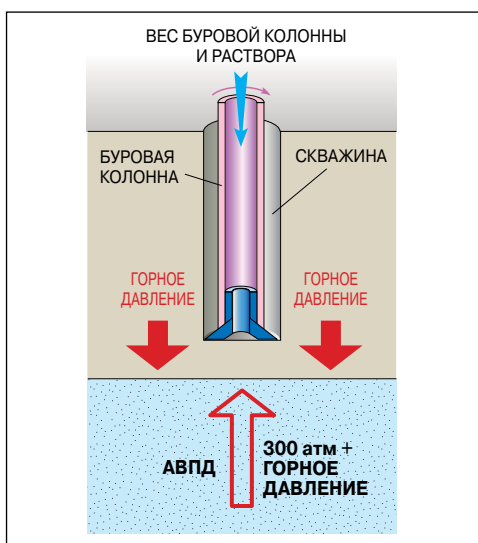 ВЕС БУРОВОЙ КОЛОННЫ
И РАСТВОРА
БУРОВАЯ
КОЛОННА
СКВАЖИНА
ГОРНОЕ
ДАВЛЕНИЕ
ГОРНОЕ
ДАВЛЕНИЕ
АВПД
300 атм +
ГОРНОЕ
ДАВЛЕНИЕ